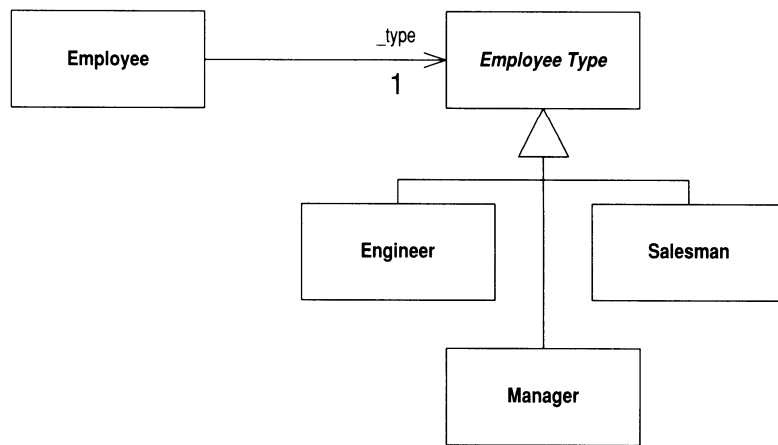 _type
Employee
Employee Type
1
Engineer
Salesman
Manager